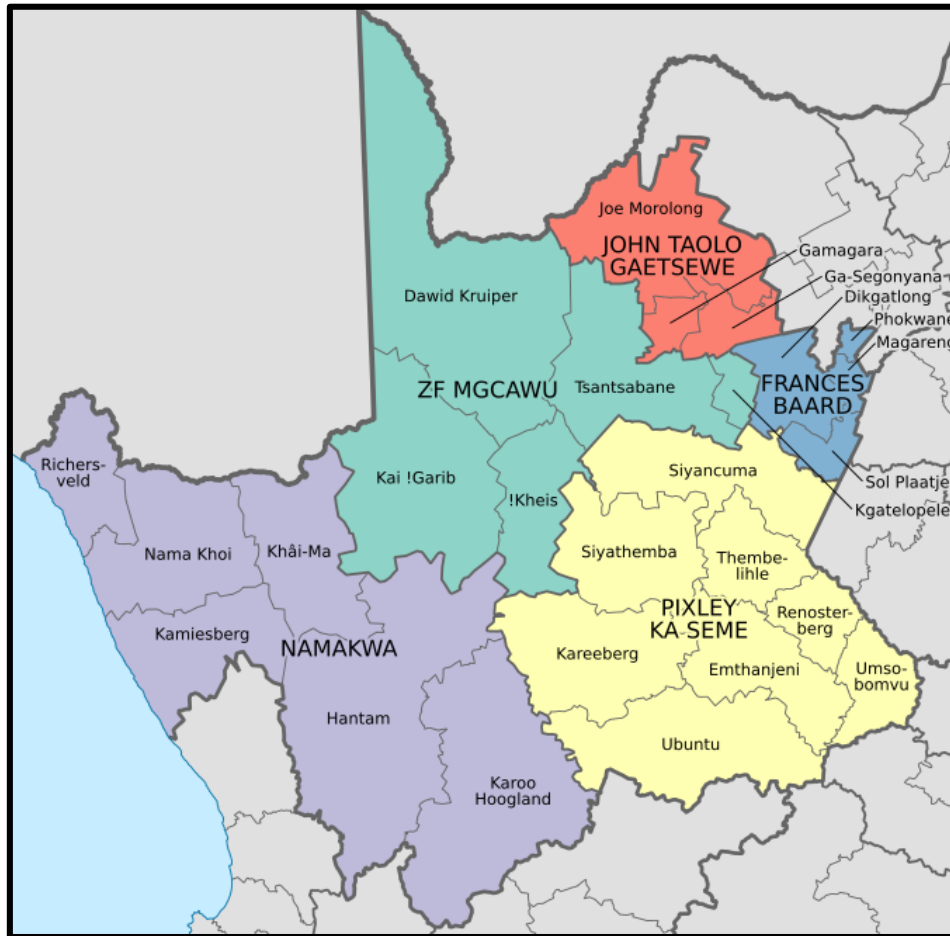 Joe Morolong
JOHN TAOLO
GAETSEWE
Gamagara
Ga-Segonyana
Dikgatlong
Phokwane
Magareng
Dawid Kruiper
ZF MGCAWU
Tsantsabane
FRANCES
BAARD
Richers-
veld
Kai !Garib
!Kheis
Siyancuma
Sol Plaatje
Kgatelopele
Nama Khoi
Khâi-Ma
Siyathemba
Thembe-
lihle
Kamiesberg
NAMAKWA
PIXLEY
KA SEME
Renoster-
berg
Kareeberg
Emthanjeni
Umso-
bomvu
Hantam
Ubuntu
Karoo
Hoogland